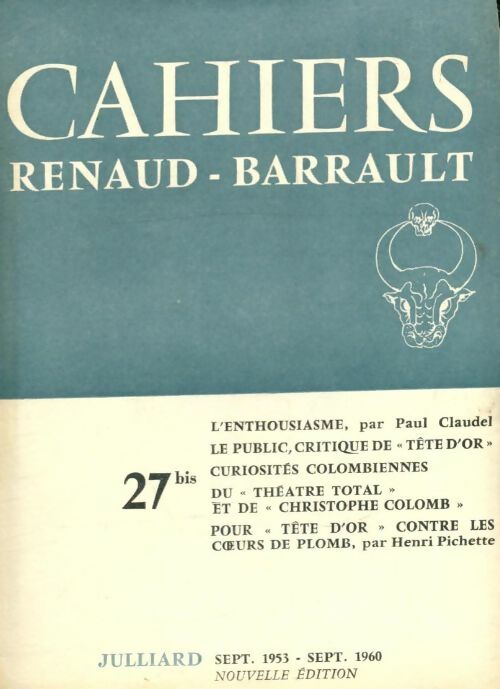 CAHIERS
RENAUD - BARRAULT
L'ENTHOUSIASME, par Paul Claudel
LE PUBLIC, CRITIQUE DE « TÊTE D'OR »
27 bis
CURIOSITÉS COLOMBIENNES
DU « THÉATRE TOTAL »
ET DE « CHRISTOPHE COLOMB »
POUR « TÊTE D'OR » CONTRE LES
CŒURS DE PLOMB, par Henri Pichette
JULLIARD SEPT. 1953 - SEPT. 1960
NOUVELLE ÉDITION